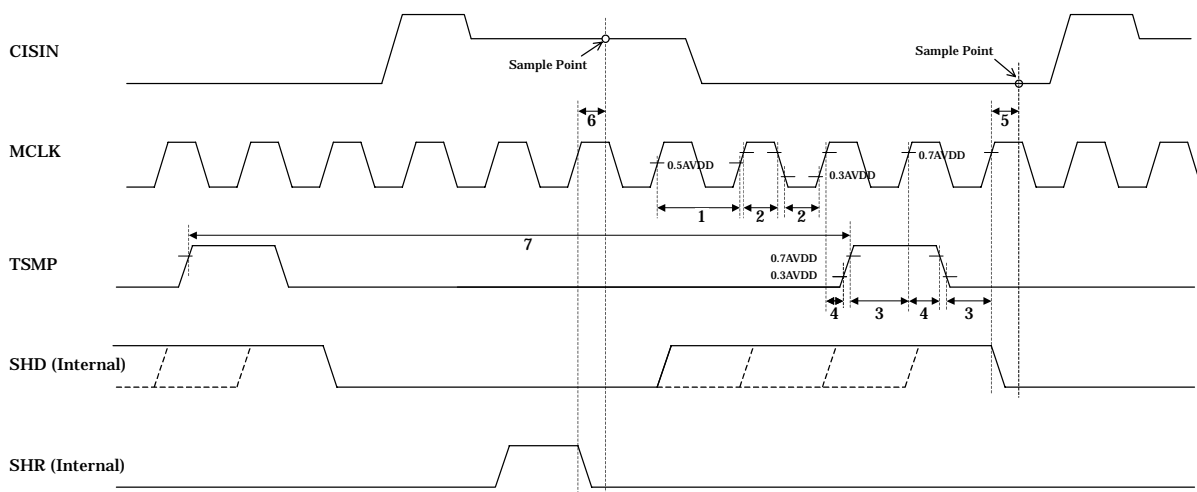 CISIN
Sample Point
Sample Point
6
5
MCLK
0.5AVDD
0.7AVDD
0.3AVDD
1
2
2
7
TSMP
0.7AVDD
0.3AVDD
4
3
4
3
SHD (Internal)
SHR (Internal)